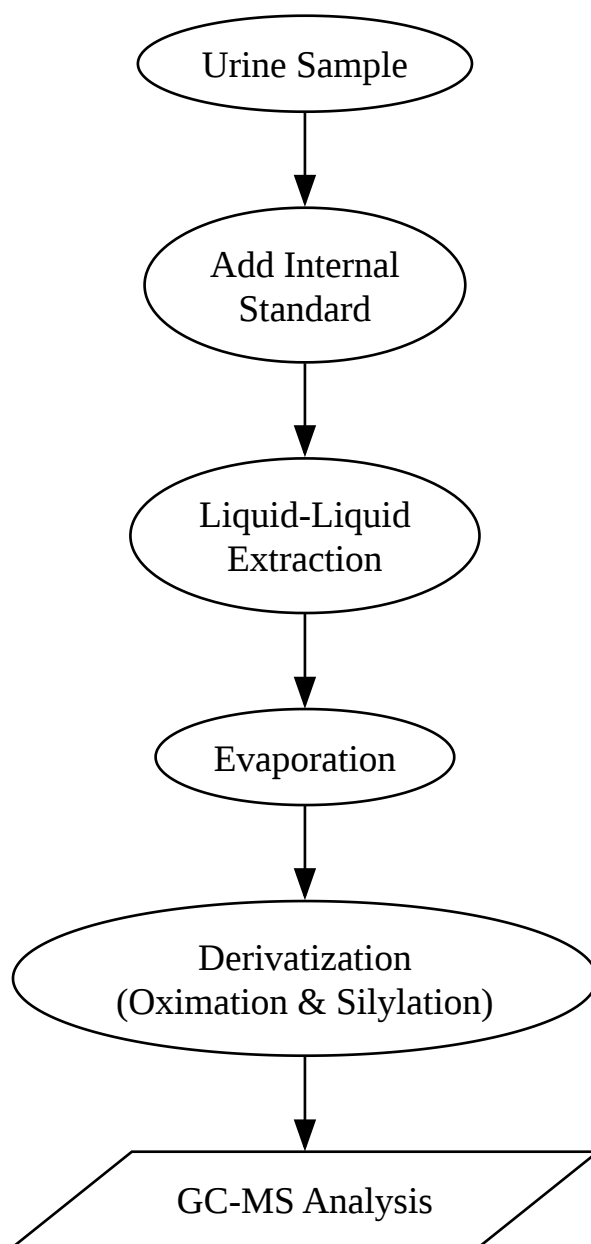 Urine Sample
Add Internal
Standard
Liquid-Liquid
Extraction
Evaporation
Derivatization
(Oximation & Silylation)
GC-MS Analysis